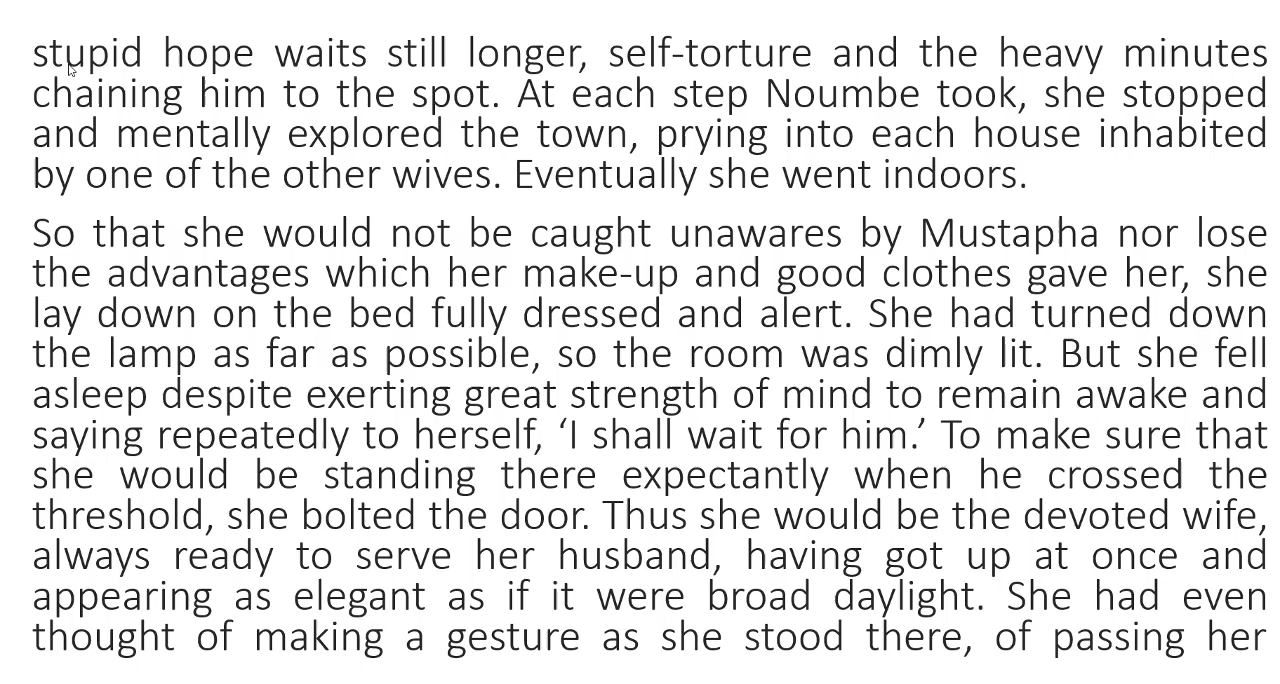 stupid hope waits still longer, self-torture and the heavy minutes
chaining him to the spot. At each step Noumbe took, she stopped
and mentally explored the town, prying into each house inhabited
by one of the other wives. Eventually she went indoors.
So that she would not be caught unawares by Mustapha nor lose
the advantages which her make-up and good clothes gave her, she
lay down on the bed fully dressed and alert. She had turned down
the lamp as far as possible, so the room was dimly lit. But she fell
asleep despite exerting great strength of mind to remain awake and
saying repeatedly to herself, ‘I shall wait for him.’ To make sure that
she would be standing there expectantly when he crossed the
threshold, she bolted the door. Thus she would be the devoted wife,
always ready to serve her husband, having got up at once and
appearing as elegant as if it were broad daylight. She had even
thought of making a gesture as she stood there, of passing her